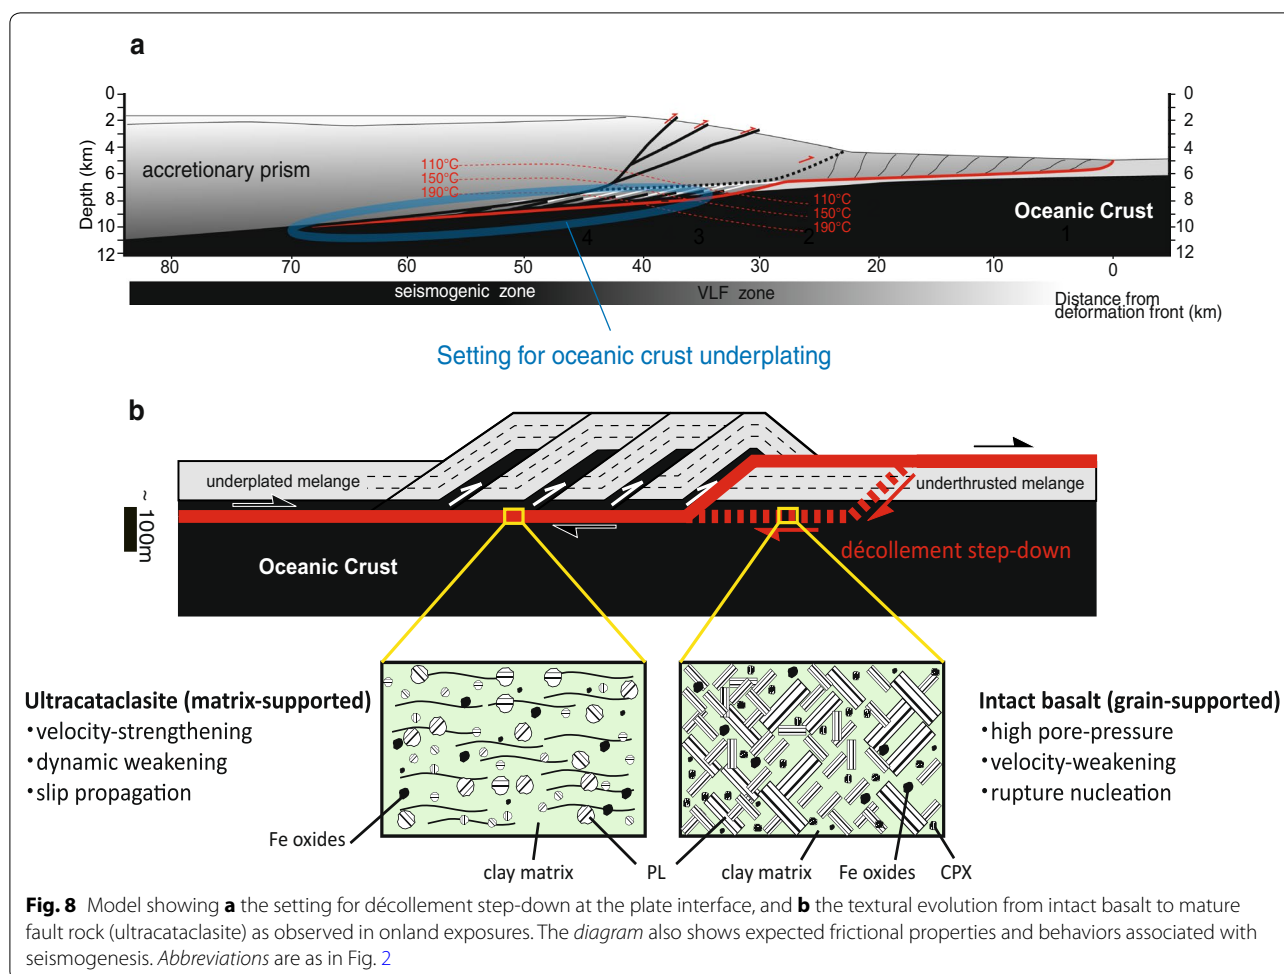 a
0
2
4
6
8
10
12
Depth (km)
0
2
4
6
8
10
12
accretionary prism
110°C
150°C
190°C
110°C
150°C
190°C
Oceanic Crust
4
3
2
1
80
70
60
50
40
30
20
10
0
seismogenic zone
VLF zone
Distance from
deformation front (km)
Setting for oceanic crust underplating
b
underplated melange
underthrusted melange
~ 100m
décollement step-down
Oceanic Crust
Ultracataclasite (matrix-supported)
•velocity-strengthening
•dynamic weakening
•slip propagation
Intact basalt (grain-supported)
•high pore-pressure
•velocity-weakening
•rupture nucleation
Fe oxides
clay matrix
PL
clay matrix
Fe oxides
CPX
Fig. 8 Model showing a the setting for décollement step-down at the plate interface, and b the textural evolution from intact basalt to mature
fault rock (ultracataclasite) as observed in onland exposures. The diagram also shows expected frictional properties and behaviors associated with
seismogenesis. Abbreviations are as in Fig. 2